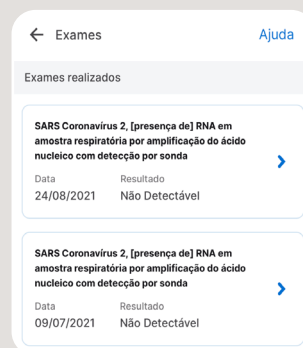 Exames
Ajuda
Exames realizados
SARS Coronavírus 2, [presença de] RNA em
amostra respiratória por amplificação do ácido
nucleico com detecção por sonda
Data
Resultado
24/08/2021
Não Detectável
SARS Coronavírus 2, [presença de] RNA em
amostra respiratória por amplificação do ácido
nucleico com detecção por sonda
Data
Resultado
09/07/2021
Não Detectável